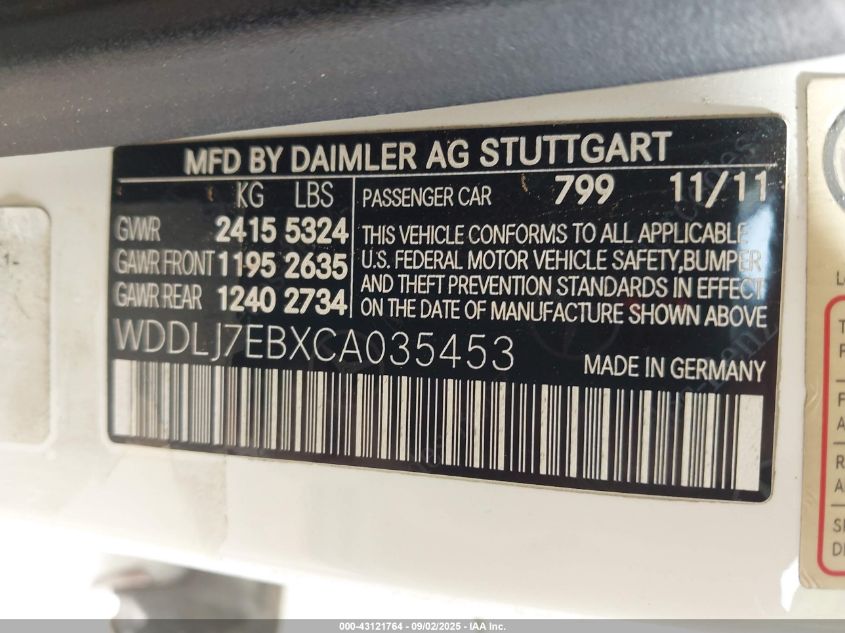 MFD BY DAIMLER AG STUTTGART
KG LBS
GVWR 2415 5324
GAWR FRONT 1195 2635
GAWR REAR 1240 2734
PASSENGER CAR 799 11/11
THIS VEHICLE CONFORMS TO ALL APPLICABLE
U.S. FEDERAL MOTOR VEHICLE SAFETY,BUMPER
AND THEFT PREVENTION STANDARDS IN EFFECT
ON THE DATE OF MANUFACTURE SHOWN ABOVE
WDDLJ7EBXCA035453
MADE IN GERMANY
000-43121764 - 09/02/2025 - IAA Inc.